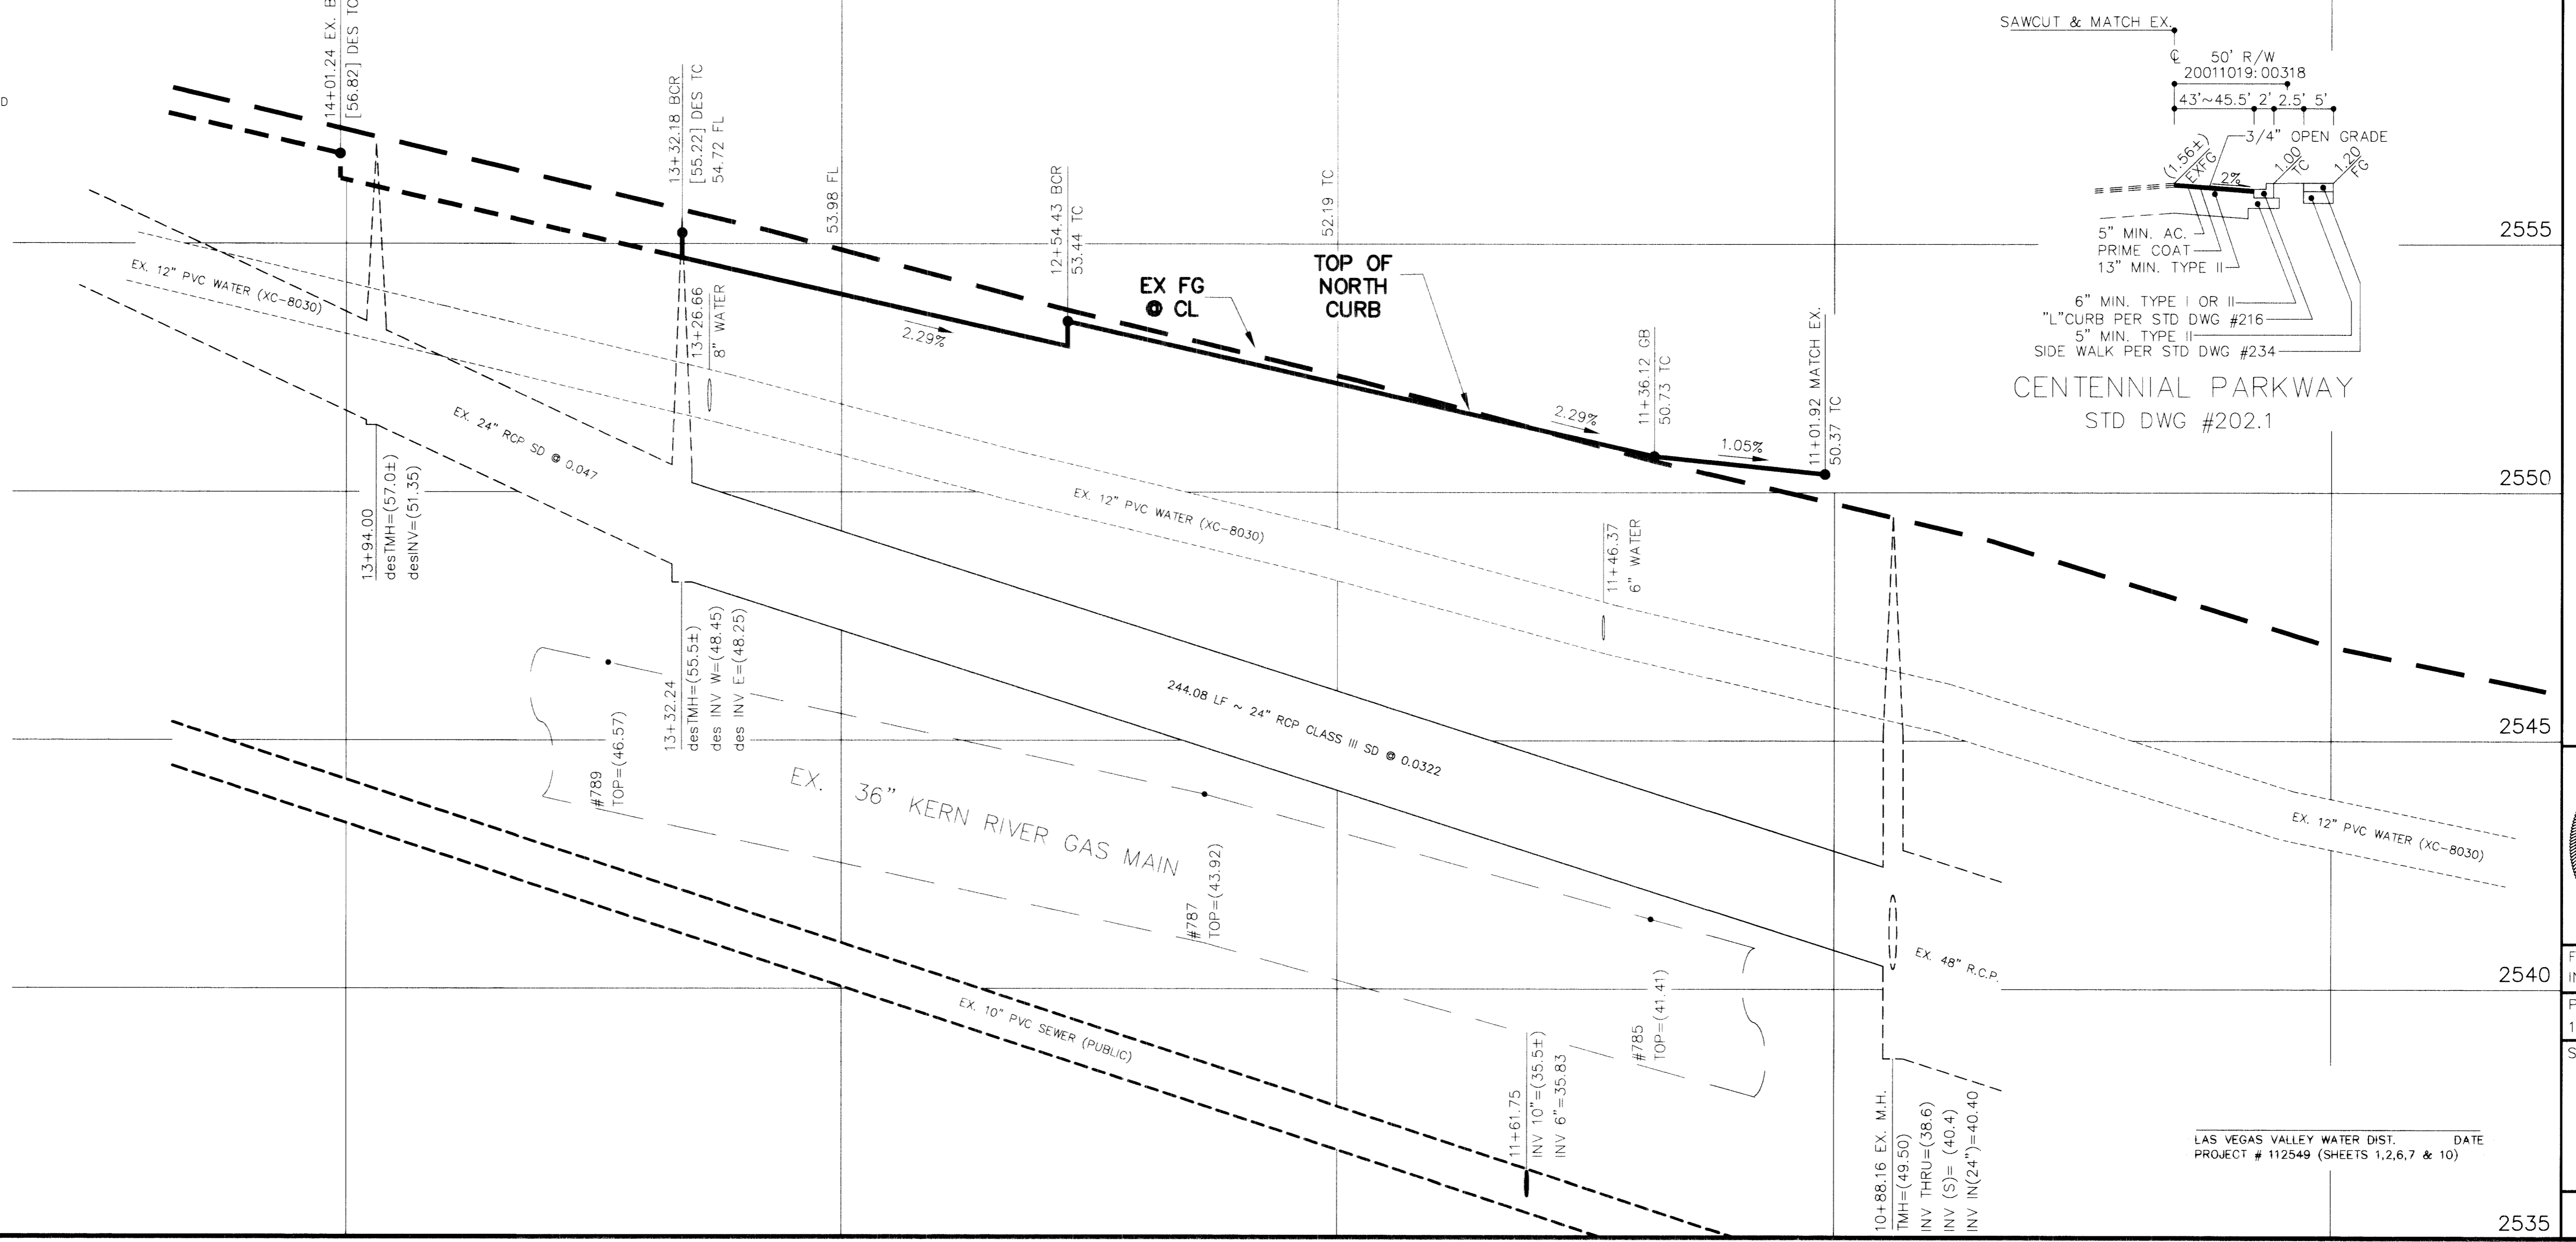 D
14+01.24 EX. B
[56.82] DES TC
13+32.18 BCR
[55.22] DES TC
54.72 FL
53.98 FL
12+54.43 BCR
53.44 TC
52.19 TC
11+36.12 GB
50.73 TC
11+01.92 MATCH EX.
50.37 TC
EX FG
@ CL
TOP OF
NORTH
CURB
2.29%
2.29%
1.05%
13+26.66
8" WATER
EX. 12" PVC WATER (XC-8030)
EX. 24" RCP SD @ 0.047
EX. 12" PVC WATER (XC-8030)
11+46.37
6" WATER
13+94.00
desTMH=(57.0±)
desINV=(51.35)
13+32.24
desTMH=(55.5±)
des INV W=(48.45)
des INV E=(48.25)
#789
TOP=(46.57)
244.08 LF ~ 24" RCP CLASS III SD @ 0.0322
EX. 36" KERN RIVER GAS MAIN
#787
TOP=(43.92)
#785
TOP=(41.41)
EX. 12" PVC WATER (XC-8030)
EX. 48" R.C.P.
EX. 10" PVC SEWER (PUBLIC)
11+61.75
INV 10"=(35.5±)
INV 6"=35.83
10+88.16 EX. M.H.
TMH=(49.50)
INV THRU=(38.6)
INV (S)= (40.4)
INV IN(24")=40.40
SAWCUT & MATCH EX.
℄ 50' R/W
20011019:00318
43'~45.5' 2' 2.5' 5'
3/4" OPEN GRADE
(1.56±)
EXFG
2%
1.00
TC
1.20
FG
5" MIN. AC.
PRIME COAT
13" MIN. TYPE II
6" MIN. TYPE I OR II
"L"CURB PER STD DWG #216
5" MIN. TYPE II
SIDE WALK PER STD DWG #234
CENTENNIAL PARKWAY
STD DWG #202.1
2555
2550
2545
2540
2535
LAS VEGAS VALLEY WATER DIST. DATE
PROJECT # 112549 (SHEETS 1,2,6,7 & 10)